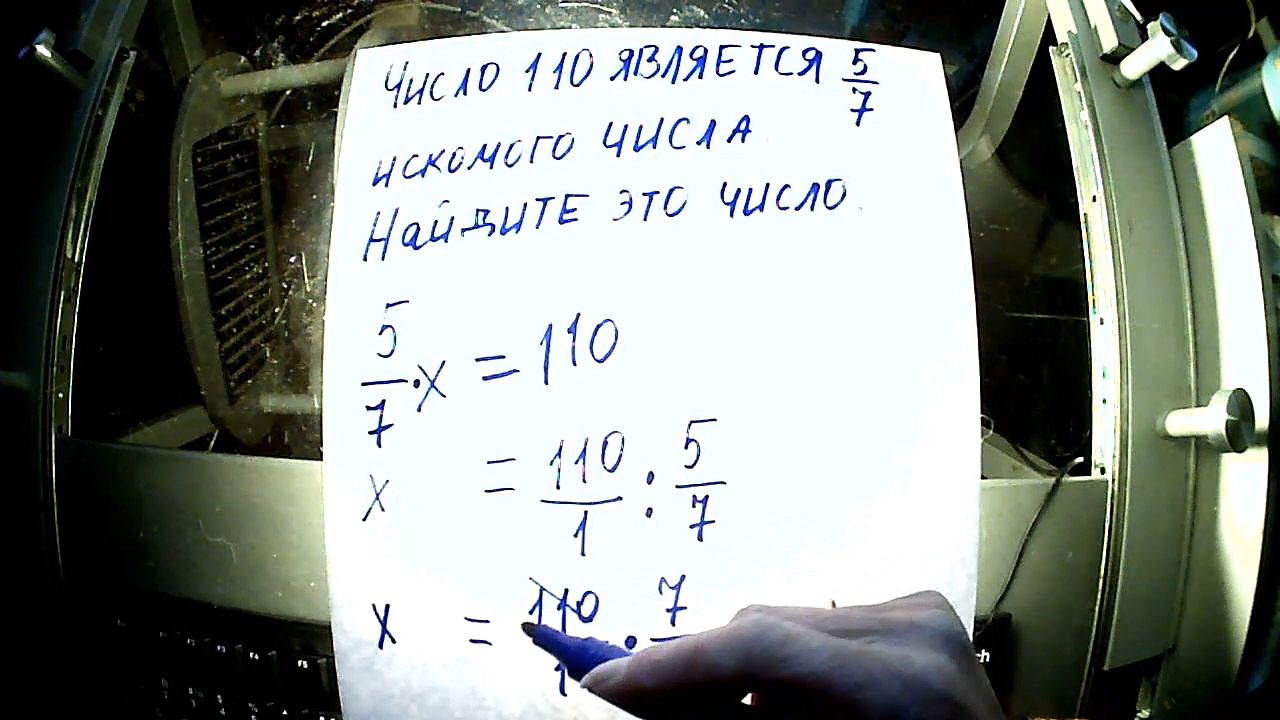 Число 110 является 5/7
искомого числа
Найдите это число.
5/7 · x = 110
x = 110/1 : 5/7
x = 110/1 · 7